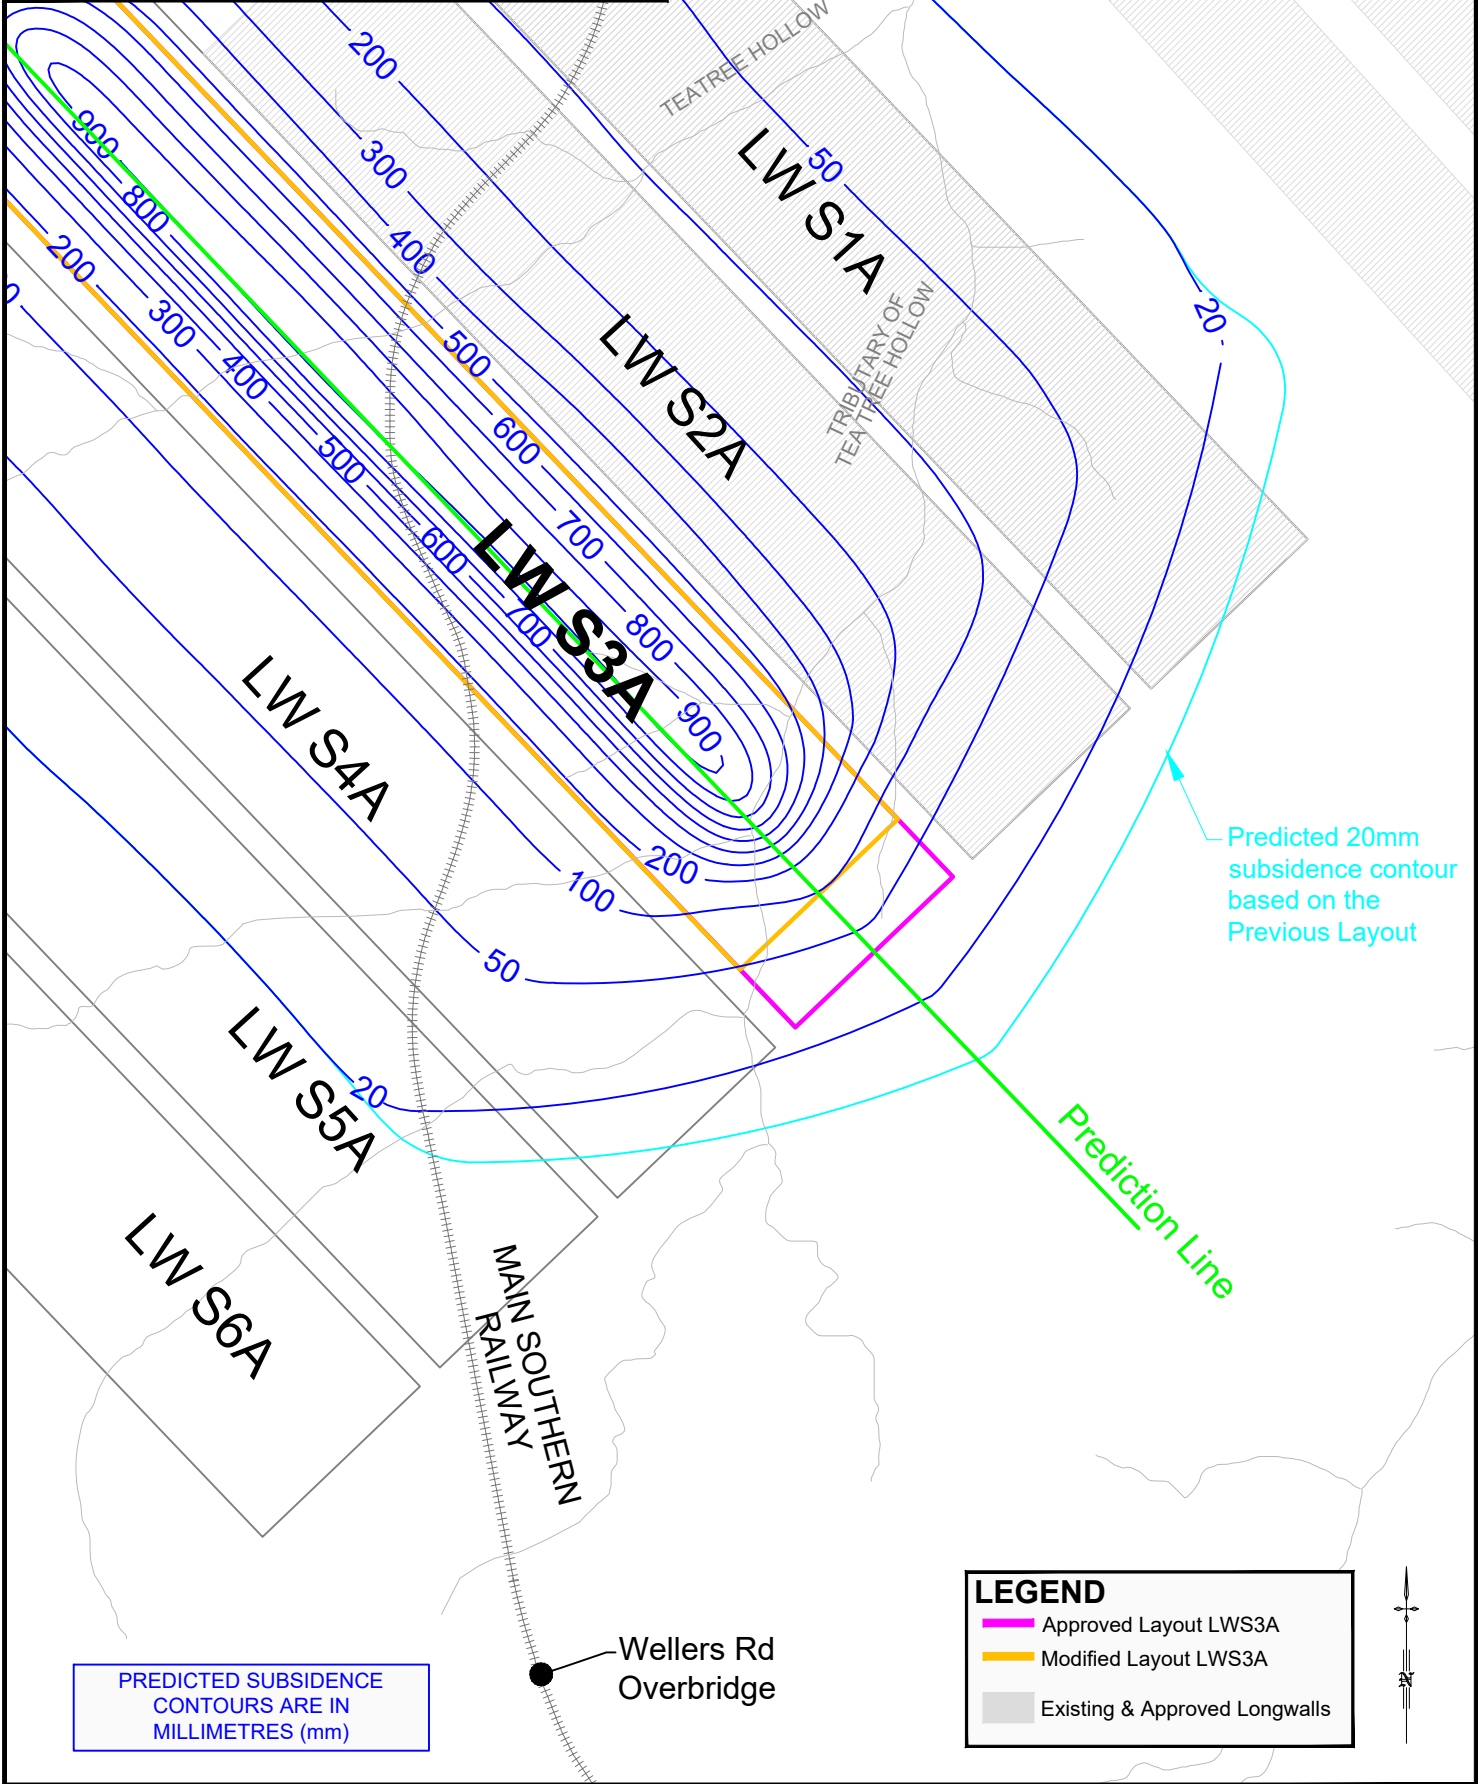 200
TEATREE HOLLOW
900
300
50
LW S1A
800
400
200
20
300
TRIBUTARY OF
TEA TREE HOLLOW
500
LW S2A
400
600
500
700
600
LW S3A
700
800
900
LW S4A
Predicted 20mm
subsidence contour
based on the
Previous Layout
200
100
50
LW S5A
20
Prediction Line
LW S6A
MAIN SOUTHERN
RAILWAY
Wellers Rd
Overbridge
PREDICTED SUBSIDENCE
CONTOURS ARE IN
MILLIMETRES (mm)
LEGEND
Approved Layout LWS3A
Modified Layout LWS3A
Existing & Approved Longwalls
N